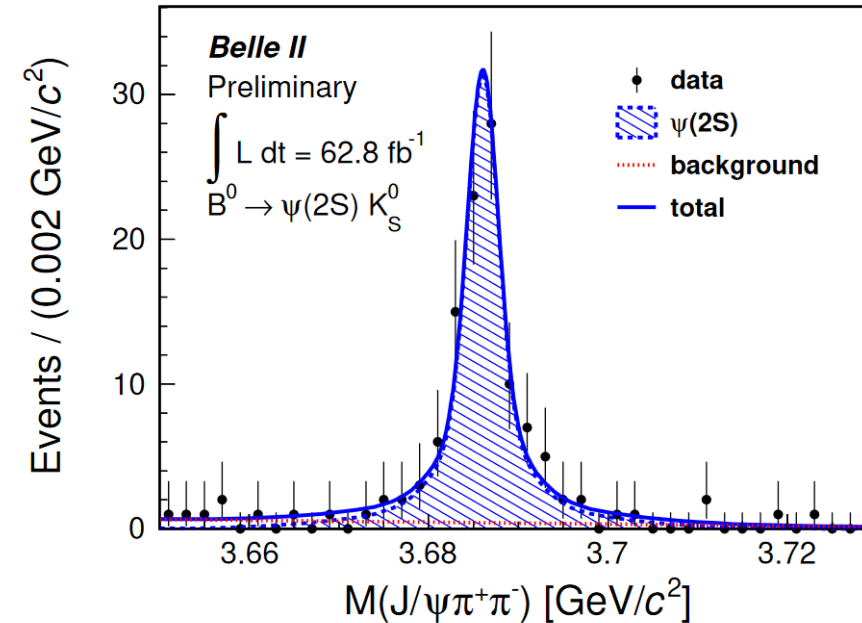 Events / (0.002 GeV/c²)
30
20
10
0
Belle II
Preliminary
∫ L dt = 62.8 fb⁻¹
B⁰ → ψ(2S) K⁰_S
data
ψ(2S)
background
total
3.66 3.68 3.7 3.72
M(J/ψπ⁺π⁻) [GeV/c²]